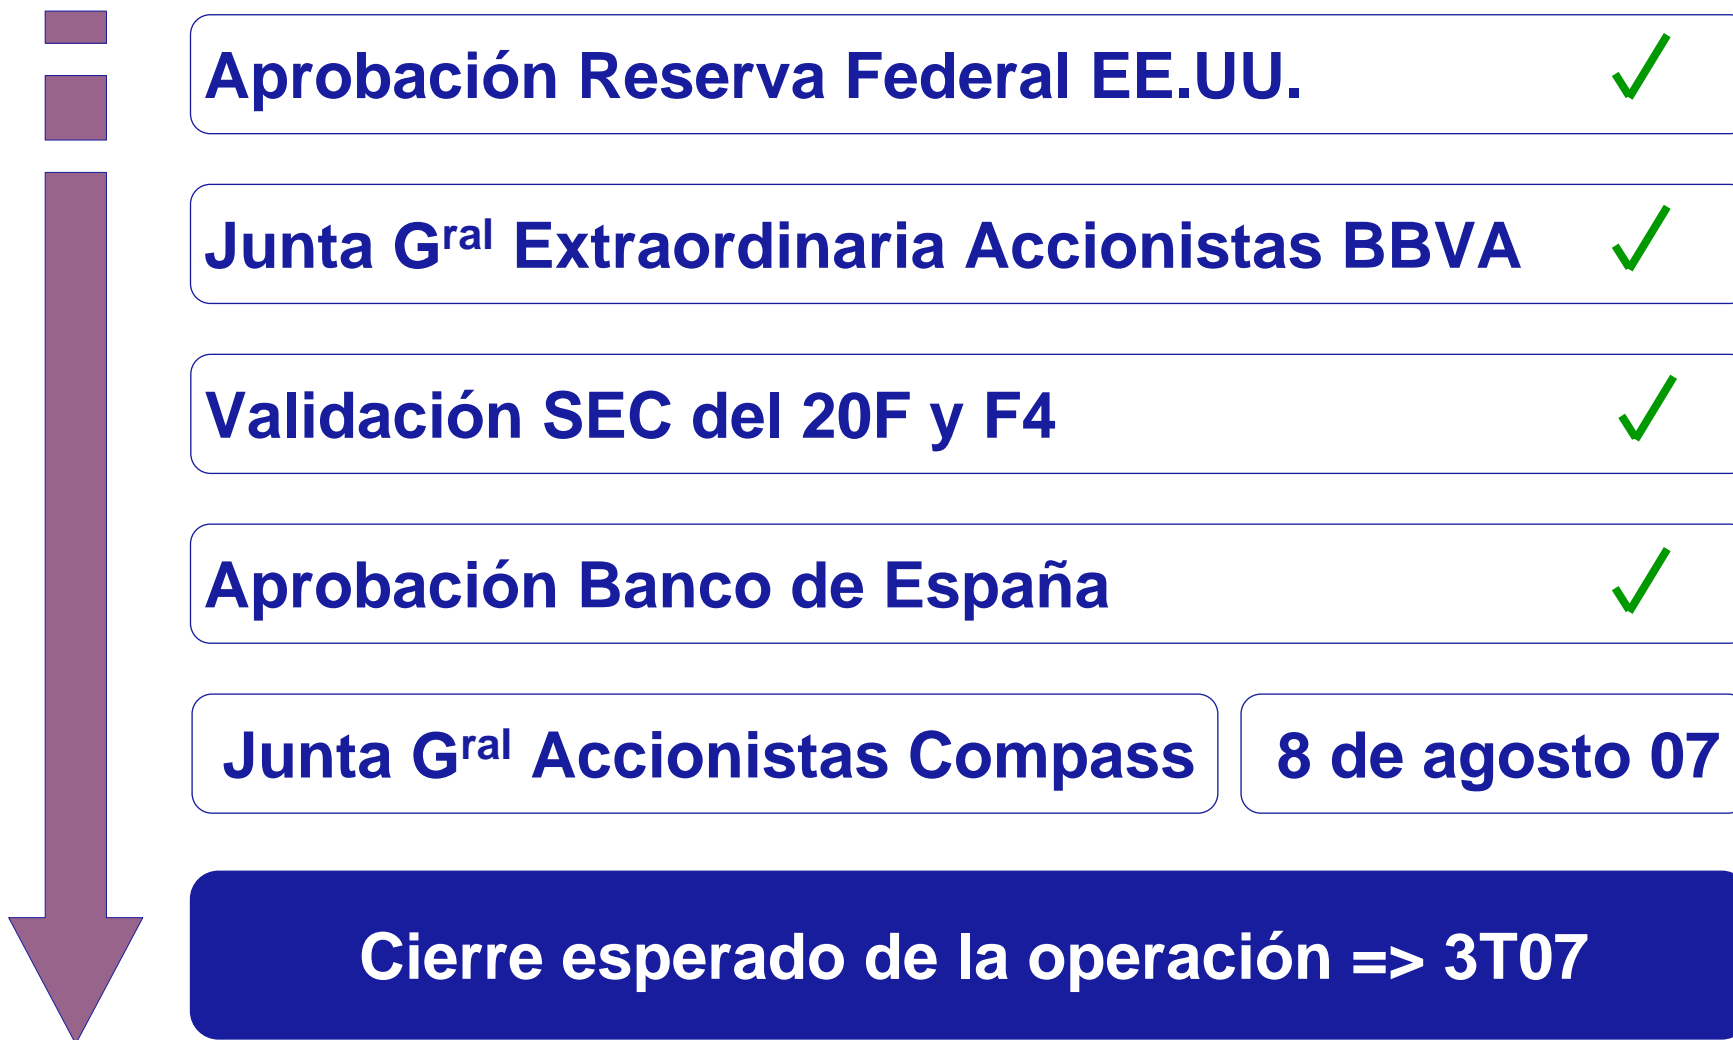 Aprobación Reserva Federal EE.UU.
Junta Gral Extraordinaria Accionistas BBVA
Validación SEC del 20F y F4
Aprobación Banco de España
Junta Gral Accionistas Compass
8 de agosto 07
Cierre esperado de la operación => 3T07